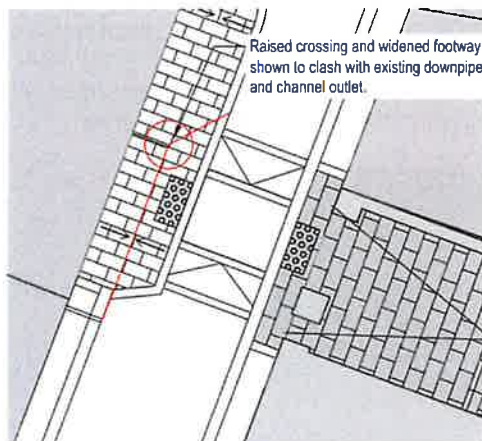 Raised crossing and widened footway
shown to clash with existing downpipe
and channel outlet.